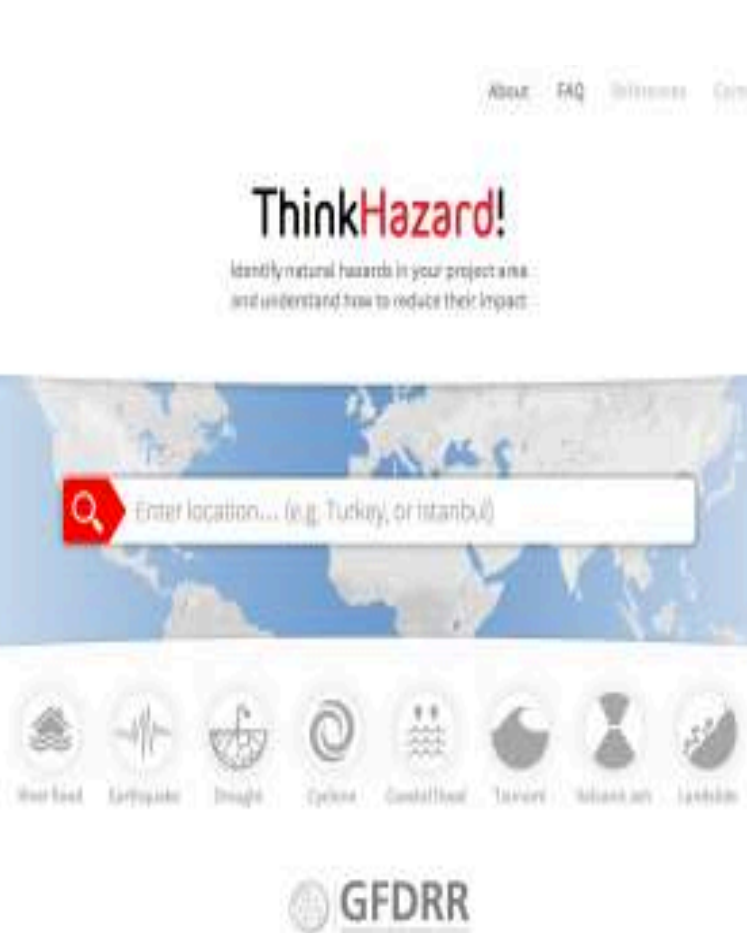 About FAQ References
ThinkHazard!
Identify natural hazards in your project area
and understand how to reduce their impact
Enter location... (e.g. Turkey, or Istanbul)
River flood Earthquake Drought Cyclone Coastal flood Tsunami Volcanic ash Landslide
GFDRR